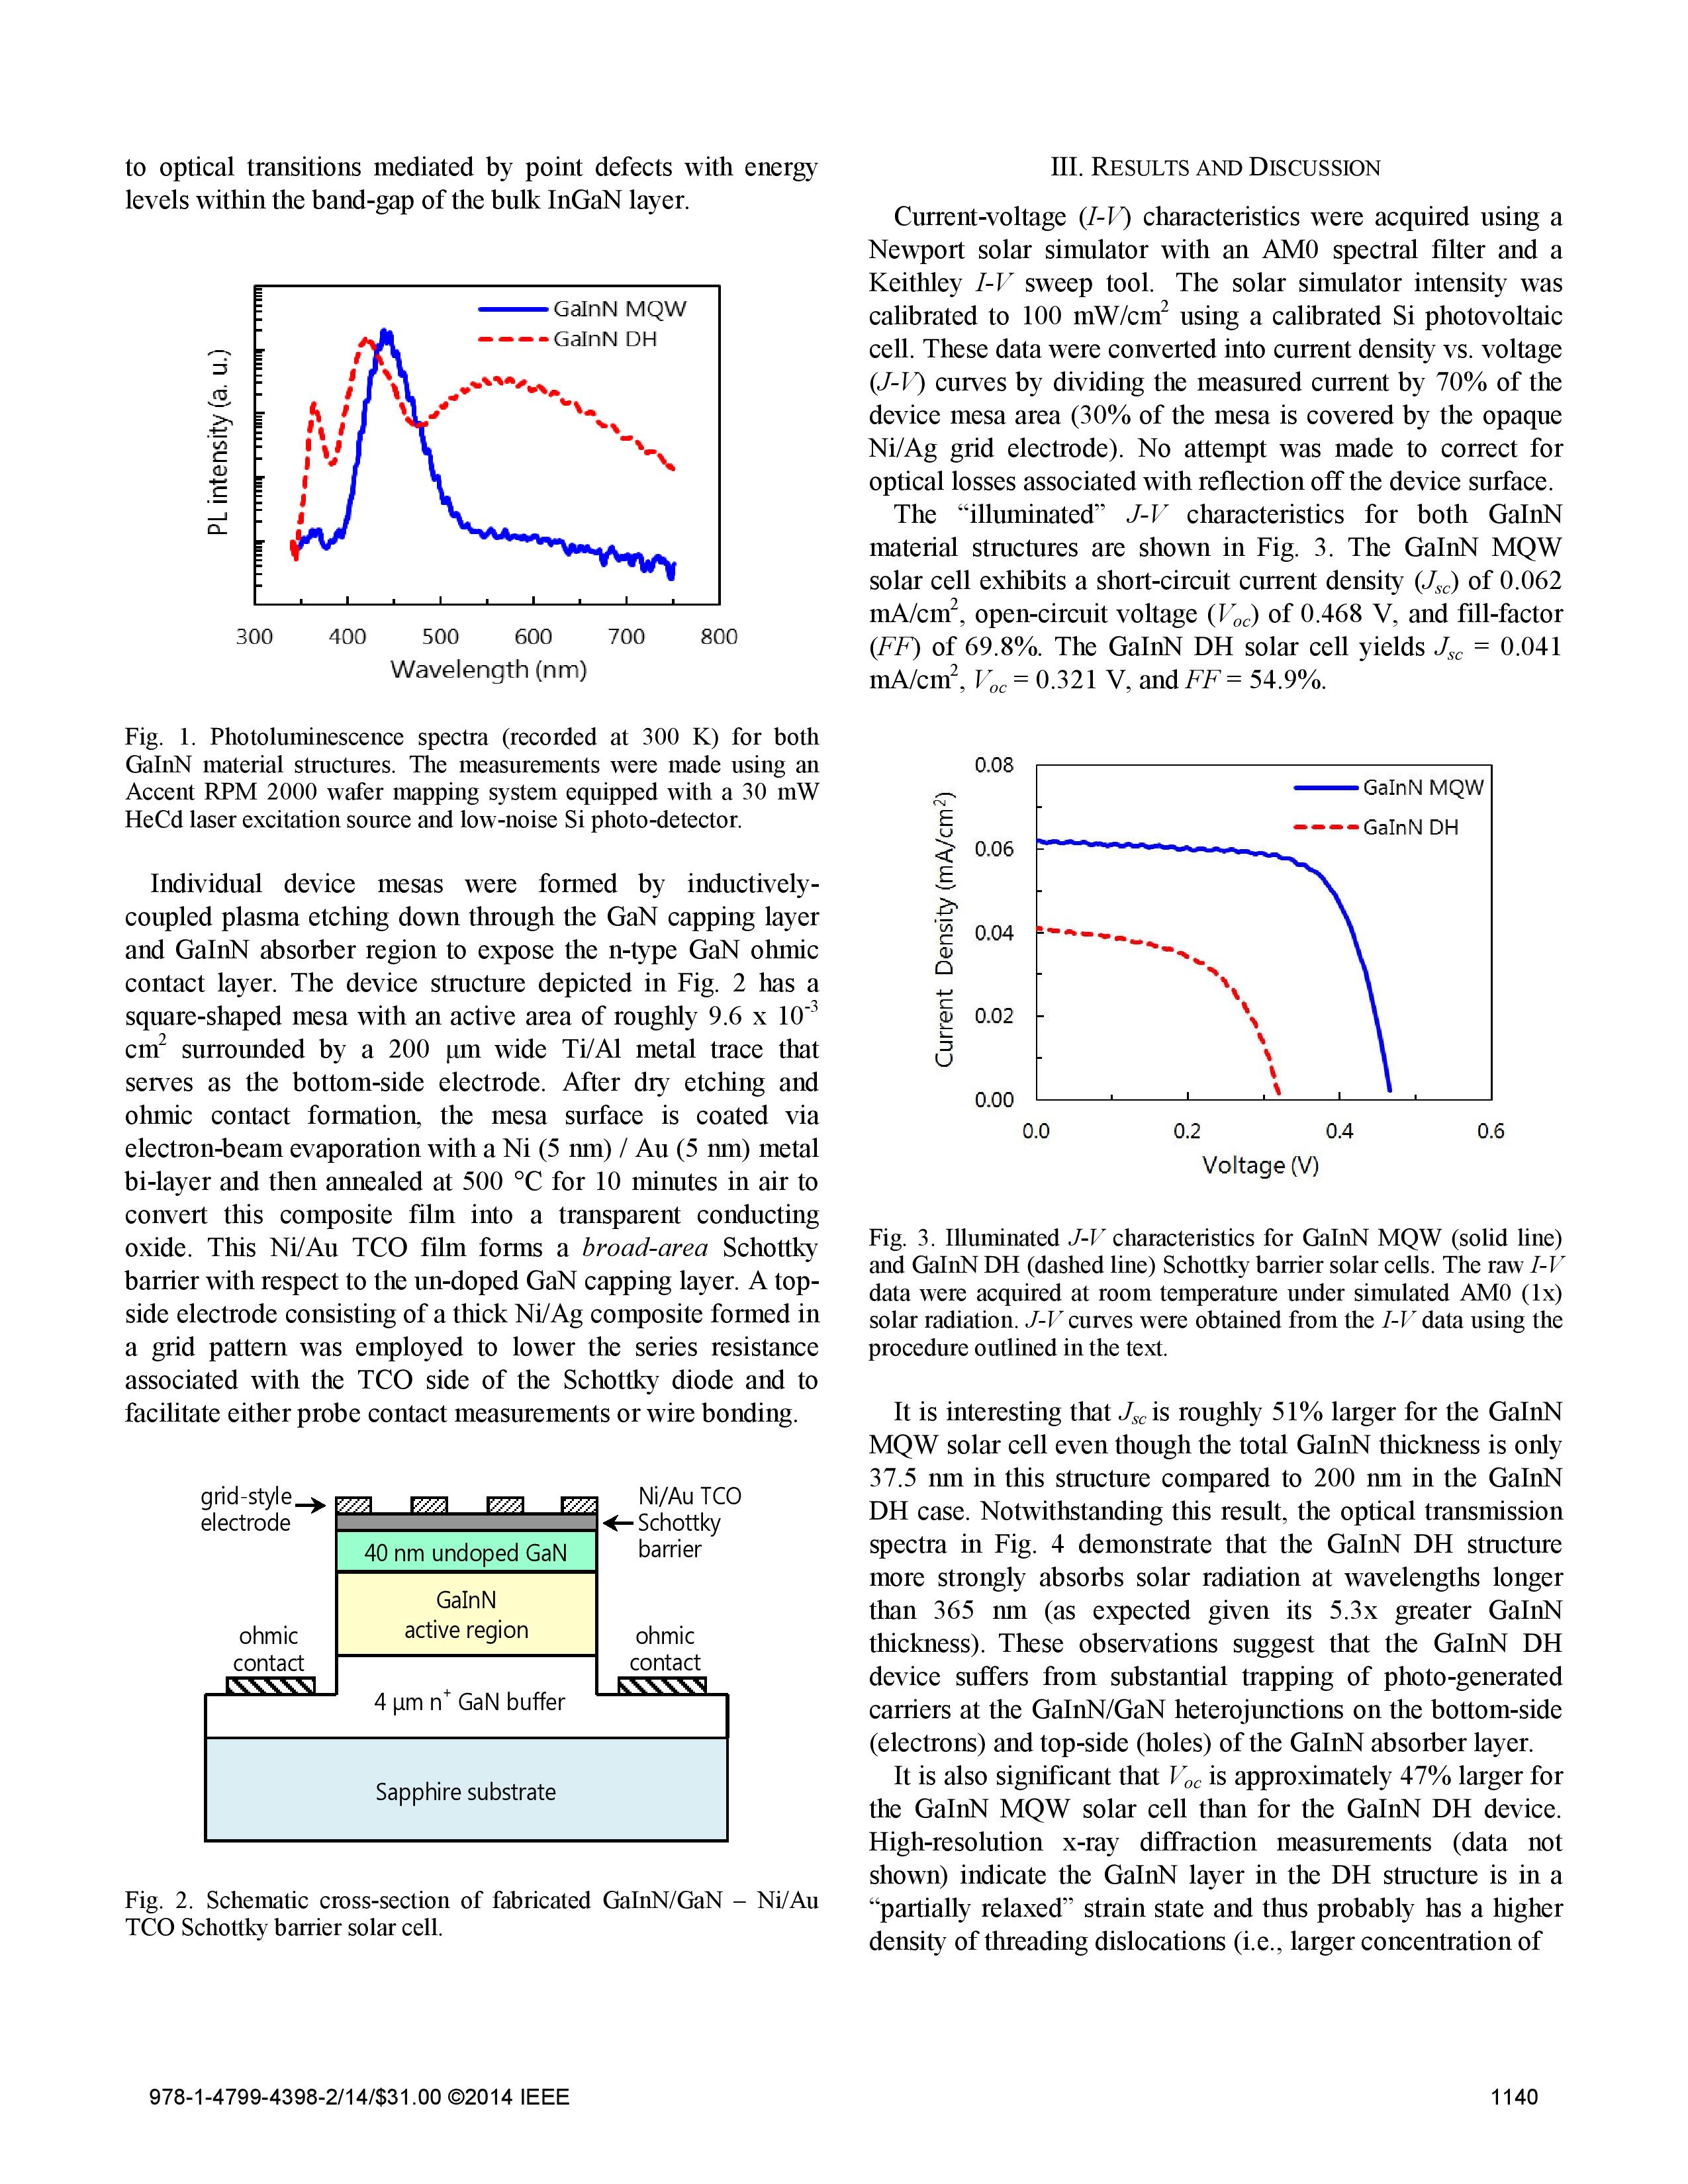 to optical transitions mediated by point defects with energy
levels within the band-gap of the bulk InGaN layer.
PL intensity (a. u.)
GaInN MQW
GaInN DH
300 400 500 600 700 800
Wavelength (nm)
Fig. 1. Photoluminescence spectra (recorded at 300 K) for both
GaInN material structures. The measurements were made using an
Accent RPM 2000 wafer mapping system equipped with a 30 mW
HeCd laser excitation source and low-noise Si photo-detector.
Individual device mesas were formed by inductively-
coupled plasma etching down through the GaN capping layer
and GaInN absorber region to expose the n-type GaN ohmic
contact layer. The device structure depicted in Fig. 2 has a
square-shaped mesa with an active area of roughly 9.6 x 10⁻³
cm² surrounded by a 200 μm wide Ti/Al metal trace that
serves as the bottom-side electrode. After dry etching and
ohmic contact formation, the mesa surface is coated via
electron-beam evaporation with a Ni (5 nm) / Au (5 nm) metal
bi-layer and then annealed at 500 °C for 10 minutes in air to
convert this composite film into a transparent conducting
oxide. This Ni/Au TCO film forms a broad-area Schottky
barrier with respect to the un-doped GaN capping layer. A top-
side electrode consisting of a thick Ni/Ag composite formed in
a grid pattern was employed to lower the series resistance
associated with the TCO side of the Schottky diode and to
facilitate either probe contact measurements or wire bonding.
grid-style
electrode
Ni/Au TCO
Schottky
barrier
40 nm undoped GaN
GaInN
active region
ohmic
contact
ohmic
contact
4 μm n⁺ GaN buffer
Sapphire substrate
Fig. 2. Schematic cross-section of fabricated GaInN/GaN – Ni/Au
TCO Schottky barrier solar cell.
III. RESULTS AND DISCUSSION
Current-voltage (I-V) characteristics were acquired using a
Newport solar simulator with an AM0 spectral filter and a
Keithley I-V sweep tool. The solar simulator intensity was
calibrated to 100 mW/cm² using a calibrated Si photovoltaic
cell. These data were converted into current density vs. voltage
(J-V) curves by dividing the measured current by 70% of the
device mesa area (30% of the mesa is covered by the opaque
Ni/Ag grid electrode). No attempt was made to correct for
optical losses associated with reflection off the device surface.
The “illuminated” J-V characteristics for both GaInN
material structures are shown in Fig. 3. The GaInN MQW
solar cell exhibits a short-circuit current density (Jsc) of 0.062
mA/cm², open-circuit voltage (Voc) of 0.468 V, and fill-factor
(FF) of 69.8%. The GaInN DH solar cell yields Jsc = 0.041
mA/cm², Voc = 0.321 V, and FF = 54.9%.
Current Density (mA/cm²)
0.08
0.06
0.04
0.02
0.00
GaInN MQW
GaInN DH
0.0 0.2 0.4 0.6
Voltage (V)
Fig. 3. Illuminated J-V characteristics for GaInN MQW (solid line)
and GaInN DH (dashed line) Schottky barrier solar cells. The raw I-V
data were acquired at room temperature under simulated AM0 (1x)
solar radiation. J-V curves were obtained from the I-V data using the
procedure outlined in the text.
It is interesting that Jsc is roughly 51% larger for the GaInN
MQW solar cell even though the total GaInN thickness is only
37.5 nm in this structure compared to 200 nm in the GaInN
DH case. Notwithstanding this result, the optical transmission
spectra in Fig. 4 demonstrate that the GaInN DH structure
more strongly absorbs solar radiation at wavelengths longer
than 365 nm (as expected given its 5.3x greater GaInN
thickness). These observations suggest that the GaInN DH
device suffers from substantial trapping of photo-generated
carriers at the GaInN/GaN heterojunctions on the bottom-side
(electrons) and top-side (holes) of the GaInN absorber layer.
It is also significant that Voc is approximately 47% larger for
the GaInN MQW solar cell than for the GaInN DH device.
High-resolution x-ray diffraction measurements (data not
shown) indicate the GaInN layer in the DH structure is in a
“partially relaxed” strain state and thus probably has a higher
density of threading dislocations (i.e., larger concentration of
978-1-4799-4398-2/14/$31.00 ©2014 IEEE
1140